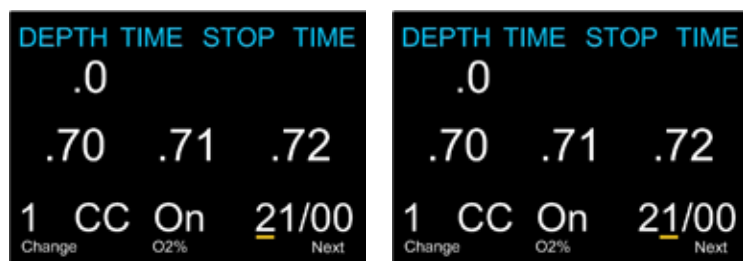 DEPTH TIME STOP TIME
.0
.70 .71 .72
1 CC On 21/00
Change O2% Next
DEPTH TIME STOP TIME
.0
.70 .71 .72
1 CC On 21/00
Change O2% Next